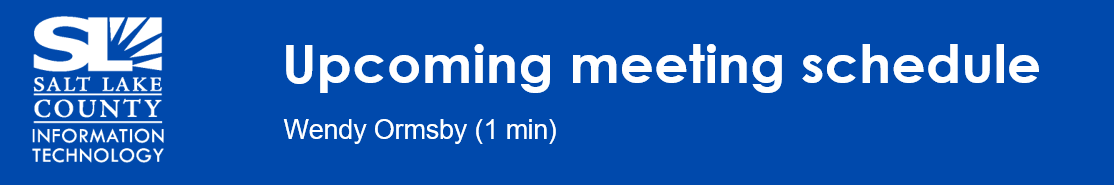 SL
SALT LAKE
COUNTY
INFORMATION
TECHNOLOGY
Upcoming meeting schedule
Wendy Ormsby (1 min)